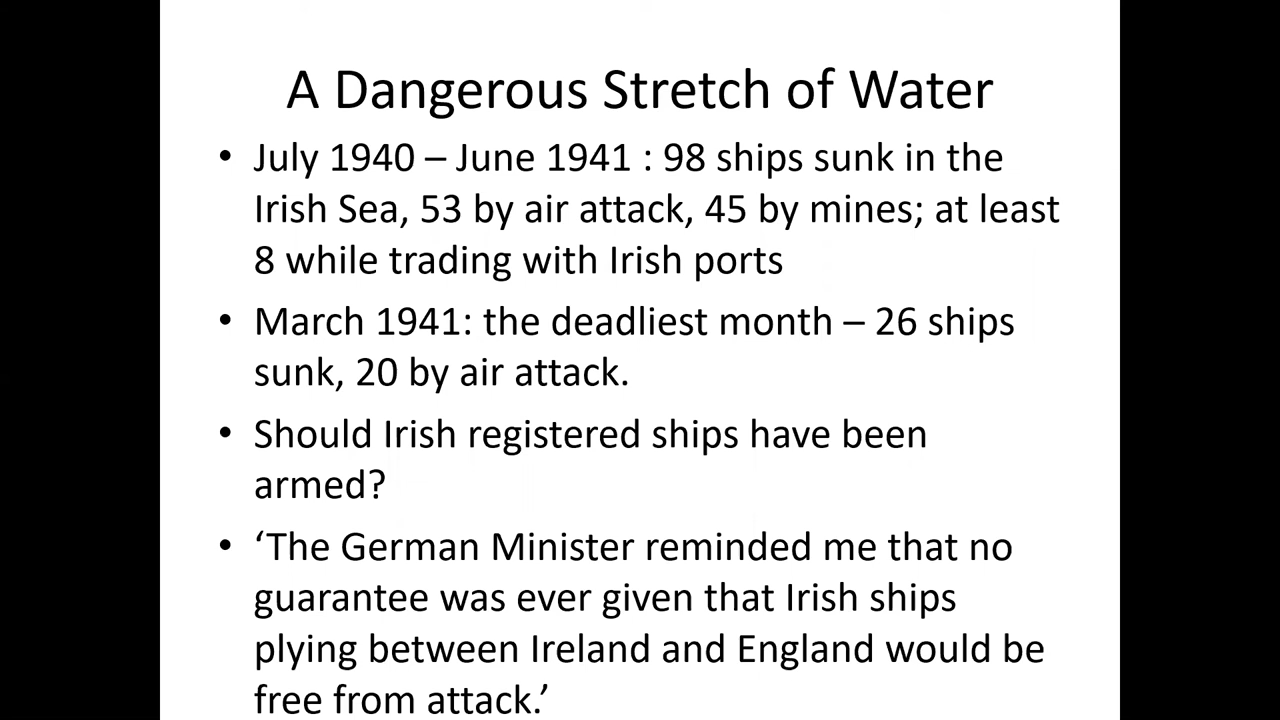 A Dangerous Stretch of Water
• July 1940 – June 1941 : 98 ships sunk in the
Irish Sea, 53 by air attack, 45 by mines; at least
8 while trading with Irish ports
• March 1941: the deadliest month – 26 ships
sunk, 20 by air attack.
• Should Irish registered ships have been
armed?
• ‘The German Minister reminded me that no
guarantee was ever given that Irish ships
plying between Ireland and England would be
free from attack.’